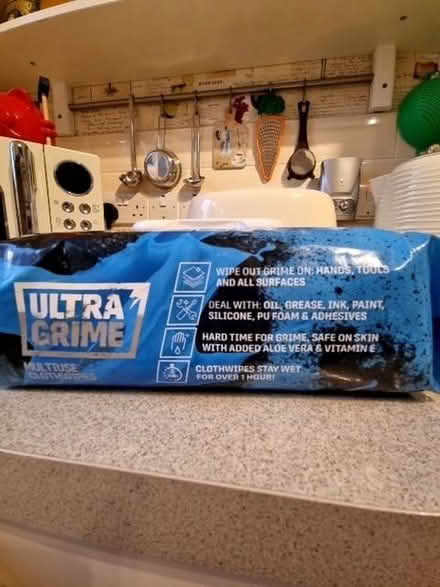 ULTRA
GRIME
MULTIUSE
CLOTHWIPES
WIPE OUT GRIME ON: HANDS, TOOLS
AND ALL SURFACES
DEAL WITH: OIL, GREASE, INK, PAINT,
SILICONE, PU FOAM & ADHESIVES
HARD TIME FOR GRIME, SAFE ON SKIN
WITH ADDED ALOE VERA & VITAMIN E
CLOTHWIPES STAY WET
FOR OVER 1 HOUR!